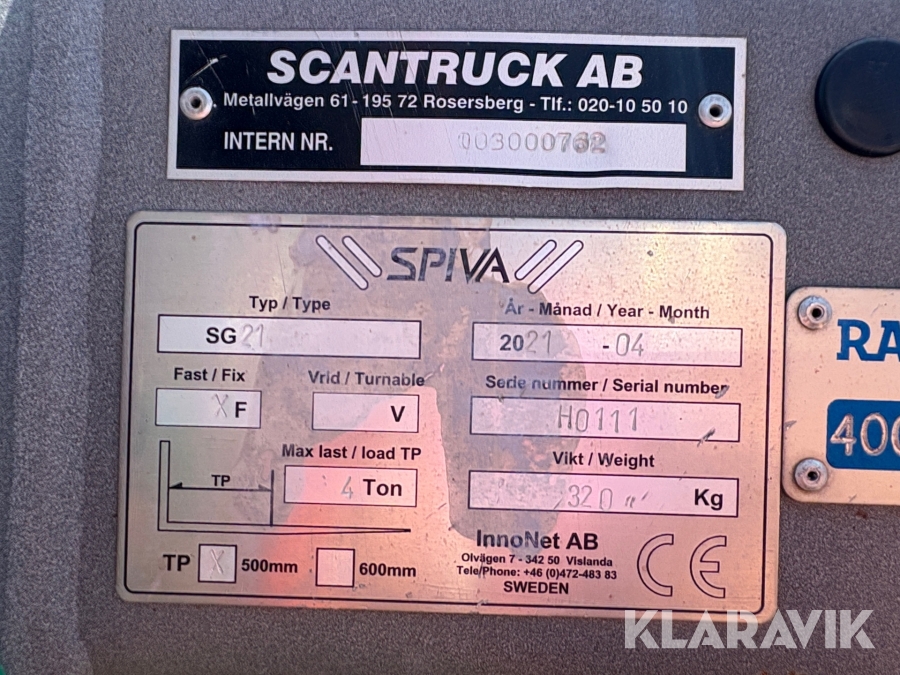 SCANTRUCK AB
Metallvägen 61 - 195 72 Rosersberg - Tlf.: 020-10 50 10
INTERN NR. 003000762
SPIVA
Typ / Type
SG21
År - Månad / Year - Month
2021 - 04
Fast / Fix
X F
Vrid / Turnable
V
Serie nummer / Serial number
H0111
Max last / load TP
4 Ton
Vikt / Weight
320 Kg
TP
TP X 500mm 600mm
InnoNet AB
Olvägen 7 - 342 50 Vislanda
Tele/Phone: +46 (0)472-483 83
SWEDEN
CE
RA
400
KLARAVIK